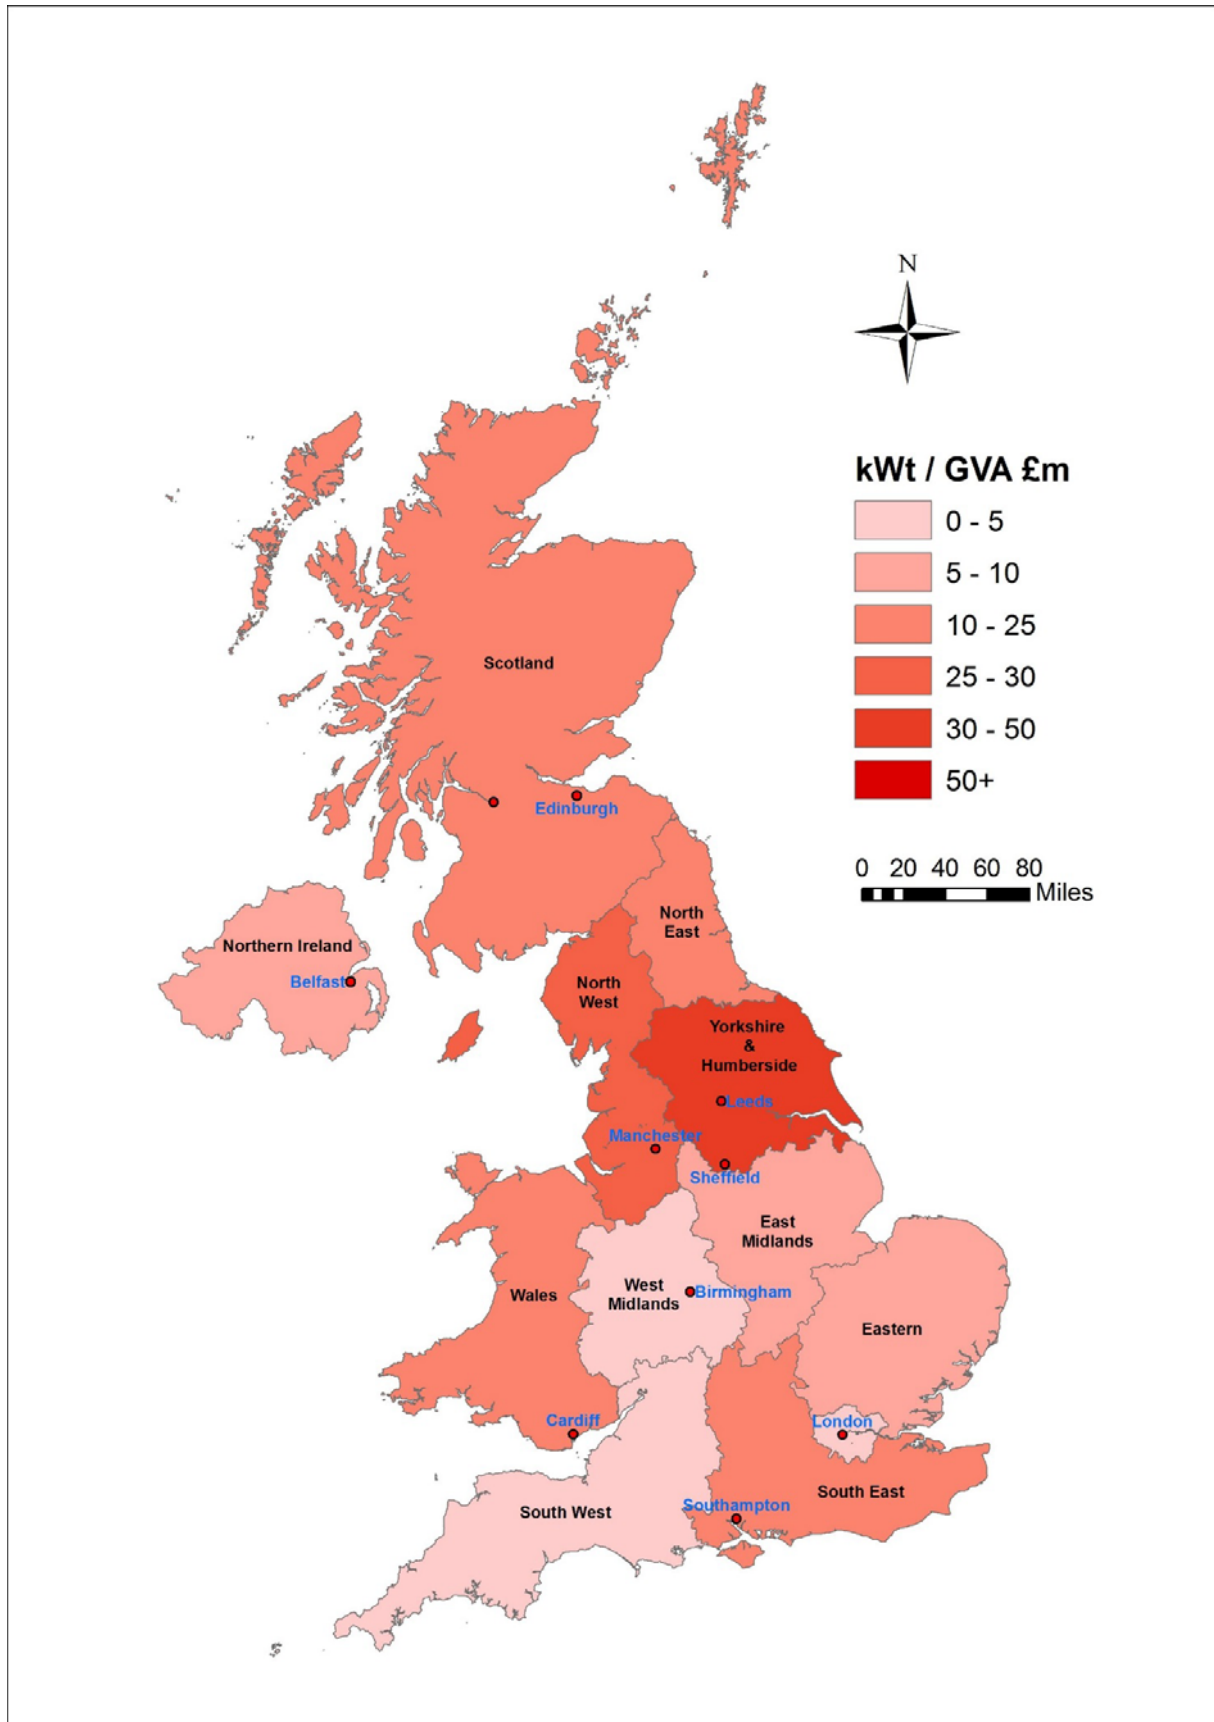 N
kWt / GVA £m
0 - 5
5 - 10
10 - 25
25 - 30
30 - 50
50+
0 20 40 60 80
Miles
Scotland
Edinburgh
North
East
Northern Ireland
Belfast
North
West
Yorkshire
&
Humberside
Leeds
Manchester
Sheffield
East
Midlands
West
Midlands
Birmingham
Wales
Eastern
Cardiff
London
South East
Southampton
South West